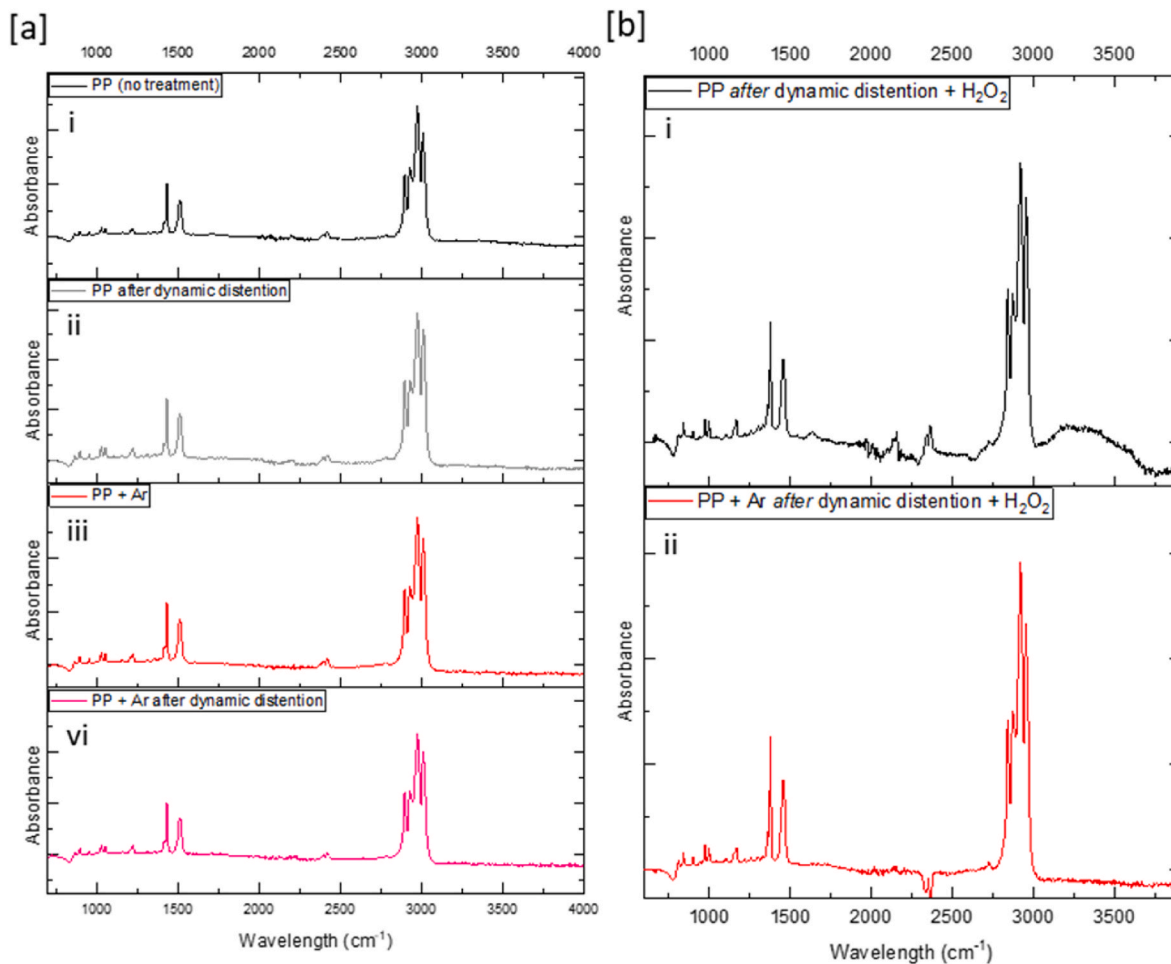 [a]
1000 1500 2000 2500 3000 3500 4000
PP (no treatment)
i
Absorbance
PP after dynamic distention
ii
Absorbance
PP + Ar
iii
Absorbance
PP + Ar after dynamic distention
vi
Absorbance
1000 1500 2000 2500 3000 3500 4000
Wavelength (cm⁻¹)
[b]
1000 1500 2000 2500 3000 3500
PP after dynamic distention + H₂O₂
i
Absorbance
PP + Ar after dynamic distention + H₂O₂
ii
Absorbance
1000 1500 2000 2500 3000 3500
Wavelength (cm⁻¹)